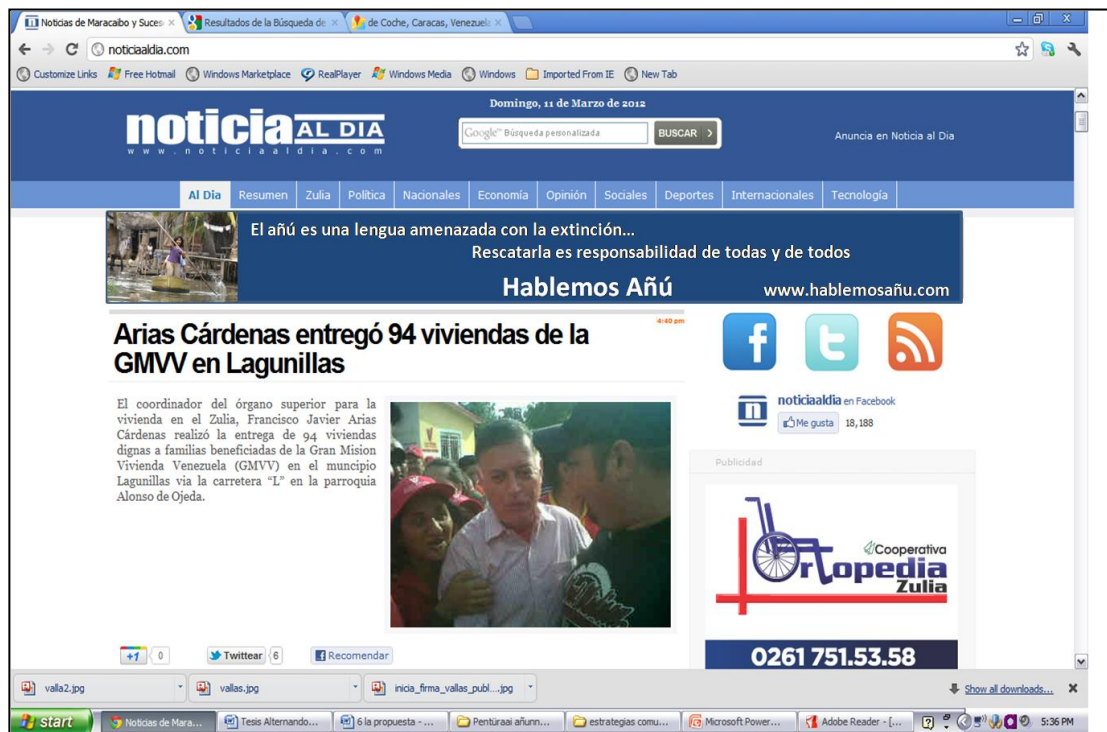 Noticias de Maracaibo y Suces
Resultados de la Búsqueda de
de Coche, Caracas, Venezuela
noticiaaldia.com
Customize Links
Free Hotmail
Windows Marketplace
RealPlayer
Windows Media
Windows
Imported From IE
New Tab
Domingo, 11 de Marzo de 2012
noticia AL DIA
www.noticiaaldia.com
Google™ Búsqueda personalizada
BUSCAR >
Anuncia en Noticia al Dia
Al Dia
Resumen
Zulia
Política
Nacionales
Economía
Opinión
Sociales
Deportes
Internacionales
Tecnología
El añú es una lengua amenazada con la extinción...
Rescatarla es responsabilidad de todas y de todos
Hablemos Añú
www.hablemosañu.com
4:40 pm
Arias Cárdenas entregó 94 viviendas de la
GMVV en Lagunillas
El coordinador del órgano superior para la
vivienda en el Zulia, Francisco Javier Arias
Cárdenas realizó la entrega de 94 viviendas
dignas a familias beneficiadas de la Gran Mision
Vivienda Venezuela (GMVV) en el muncipio
Lagunillas via la carretera “L” en la parroquia
Alonso de Ojeda.
noticiaaldia en Facebook
Me gusta 18,188
Publicidad
Cooperativa
Ortopedia
Zulia
0261 751.53.58
+1 0
Twittear 6
Recomendar
valla2.jpg
vallas.jpg
inicia_firma_vallas_publ....jpg
Show all downloads...
start
Noticias de Mara...
Tesis Alternando...
6 la propuesta - ...
Pentüraai añunn...
estrategias comu...
Microsoft Power...
Adobe Reader - [...
5:36 PM